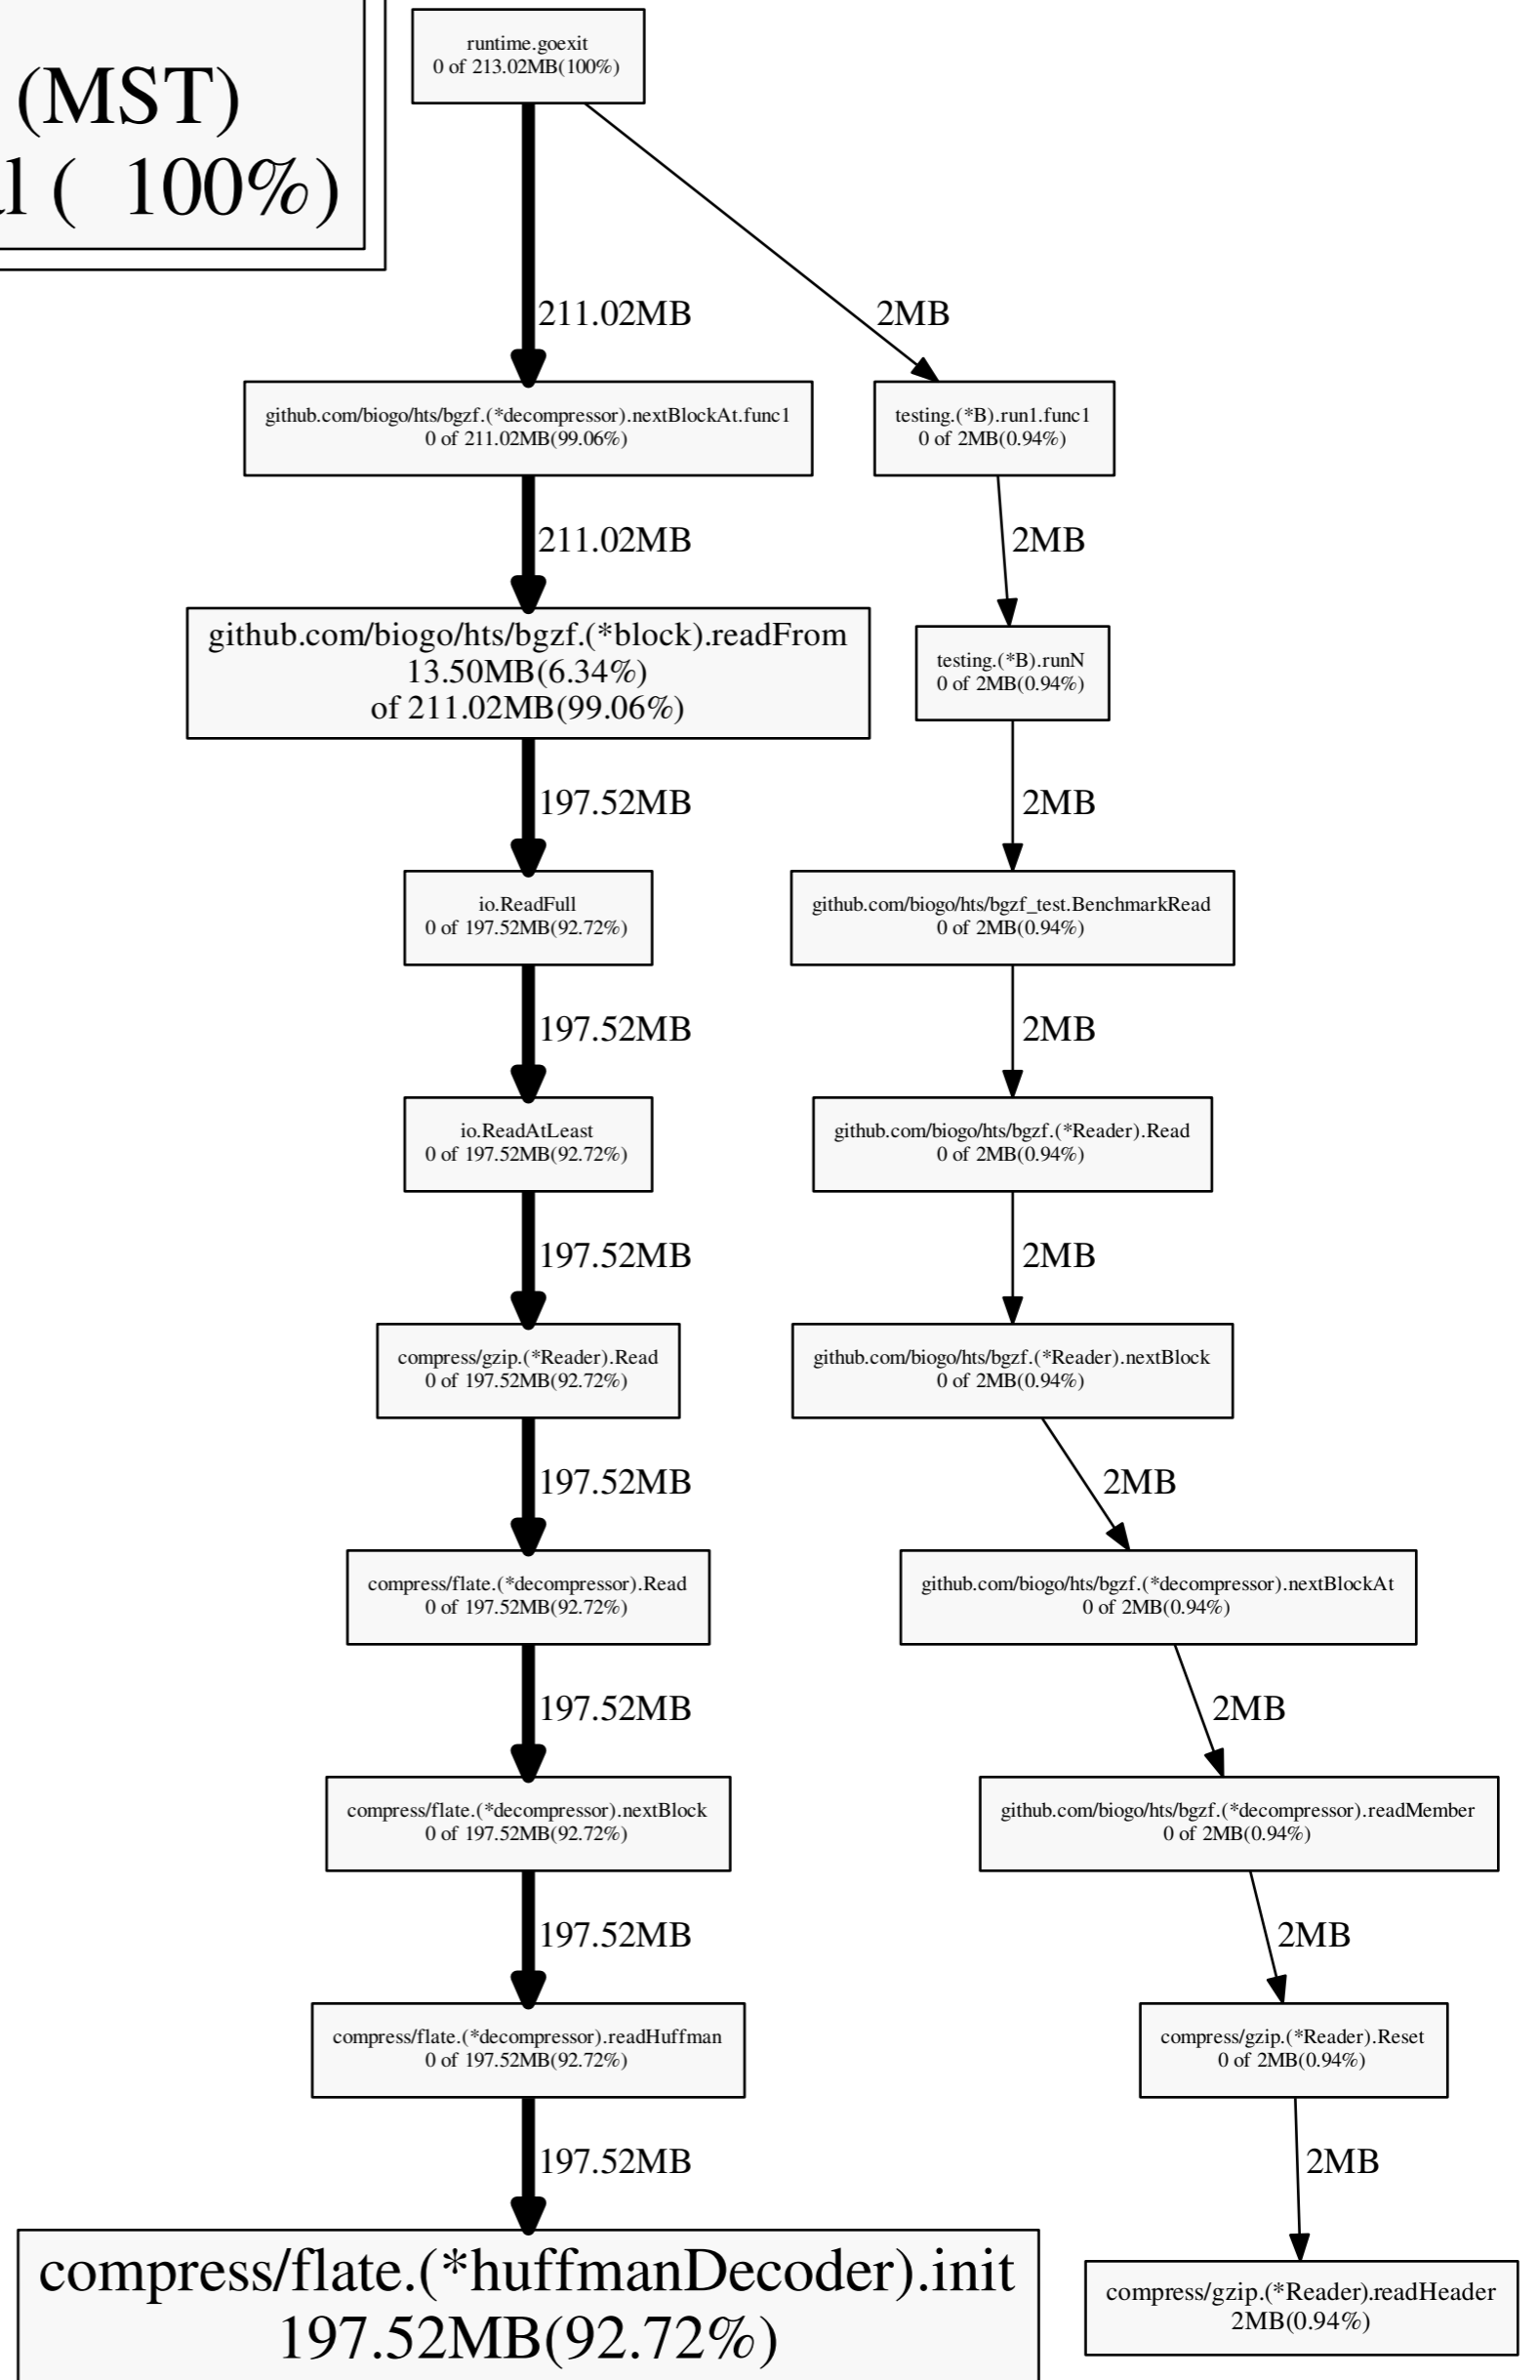 (MST)
100%)
runtime.goexit
0 of 213.02MB(100%)
211.02MB
2MB
github.com/biogo/hts/bgzf.(*decompressor).nextBlockAt.func1
0 of 211.02MB(99.06%)
testing.(*B).run1.func1
0 of 2MB(0.94%)
211.02MB
2MB
github.com/biogo/hts/bgzf.(*block).readFrom
13.50MB(6.34%)
of 211.02MB(99.06%)
testing.(*B).runN
0 of 2MB(0.94%)
197.52MB
2MB
io.ReadFull
0 of 197.52MB(92.72%)
github.com/biogo/hts/bgzf_test.BenchmarkRead
0 of 2MB(0.94%)
197.52MB
2MB
io.ReadAtLeast
0 of 197.52MB(92.72%)
github.com/biogo/hts/bgzf.(*Reader).Read
0 of 2MB(0.94%)
197.52MB
2MB
compress/gzip.(*Reader).Read
0 of 197.52MB(92.72%)
github.com/biogo/hts/bgzf.(*Reader).nextBlock
0 of 2MB(0.94%)
197.52MB
2MB
compress/flate.(*decompressor).Read
0 of 197.52MB(92.72%)
github.com/biogo/hts/bgzf.(*decompressor).nextBlockAt
0 of 2MB(0.94%)
197.52MB
2MB
compress/flate.(*decompressor).nextBlock
0 of 197.52MB(92.72%)
github.com/biogo/hts/bgzf.(*decompressor).readMember
0 of 2MB(0.94%)
197.52MB
2MB
compress/flate.(*decompressor).readHuffman
0 of 197.52MB(92.72%)
compress/gzip.(*Reader).Reset
0 of 2MB(0.94%)
197.52MB
2MB
compress/flate.(*huffmanDecoder).init
197.52MB(92.72%)
compress/gzip.(*Reader).readHeader
2MB(0.94%)